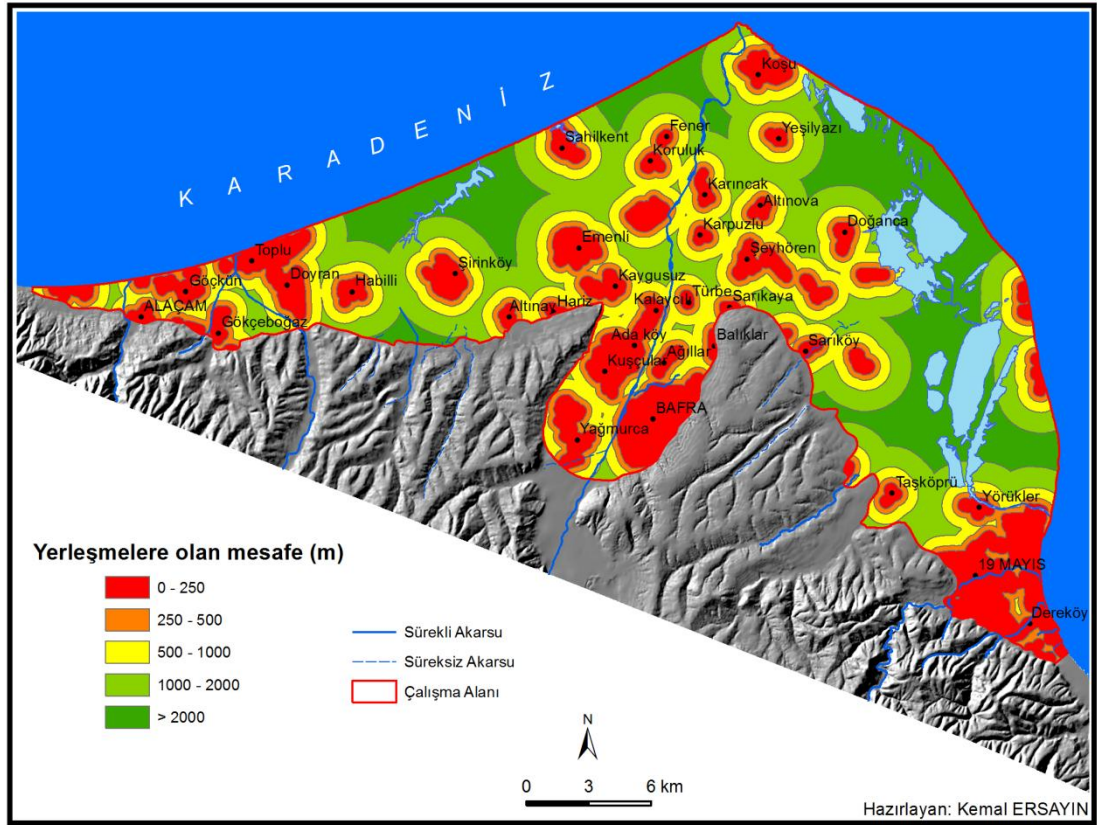 KARADENİZ
Koşu
Fener
Yeşilyazı
Sahilkent
Koruluk
Karıncak
Altınova
Doğanca
Karpuzlu
Emenli
Şeyhören
Toplu
Göçkün
Doyran
Habilli
Şirinköy
Kaygusuz
Türbe
Altınay
Hariz
Kalaycılı
Sarıkaya
ALAÇAM
Gökçeboğaz
Ada köy
Balıklar
Sarıköy
Kuşçular
Ağıllar
BAFRA
Yağmurca
Taşköprü
Yörükler
19 MAYIS
Dereköy
Yerleşmelere olan mesafe (m)
0 - 250
250 - 500
500 - 1000
1000 - 2000
> 2000
Sürekli Akarsu
Süreksiz Akarsu
Çalışma Alanı
N
0 3 6 km
Hazırlayan: Kemal ERSAYIN